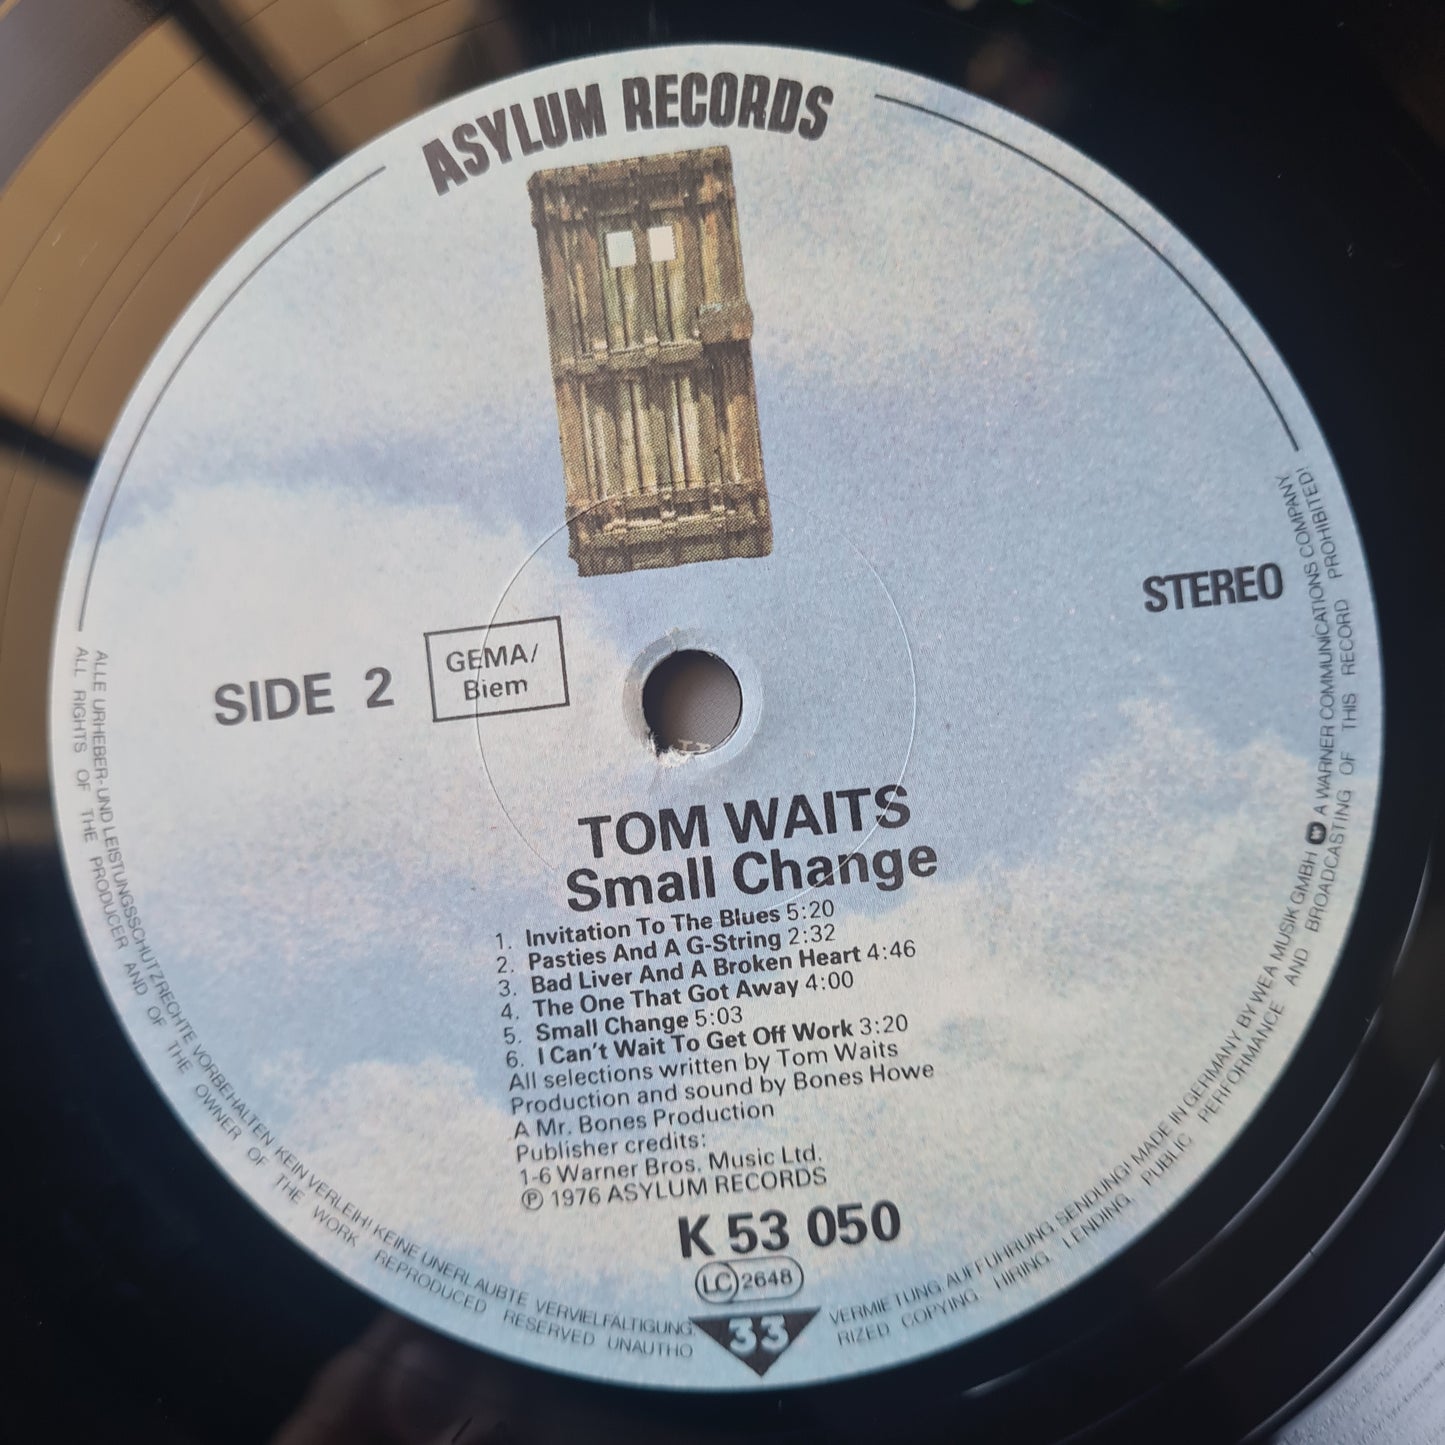 ASYLUM RECORDS
STEREO
SIDE 2
GEMA/
Biem
TOM WAITS
Small Change
1. Invitation To The Blues 5:20
2. Pasties And A G-String 2:32
3. Bad Liver And A Broken Heart 4:46
4. The One That Got Away 4:00
5. Small Change 5:03
6. I Can't Wait To Get Off Work 3:20
All selections written by Tom Waits
Production and sound by Bones Howe
A Mr. Bones Production
Publisher credits:
1-6 Warner Bros. Music Ltd.
℗ 1976 ASYLUM RECORDS
K 53 050
LC 2648
33
ALLE URHEBER- UND LEISTUNGSSCHUTZRECHTE VORBEHALTEN KEIN VERLEIH! KEINE UNERLAUBTE VERVIELFÄLTIGUNG, VERMIETUNG, AUFFÜHRUNG, SENDUNG! MADE IN GERMANY BY WEA MUSIK GMBH A WARNER COMMUNICATIONS COMPANY
ALL RIGHTS OF THE PRODUCER AND OF THE OWNER OF THE WORK REPRODUCED RESERVED UNAUTHORIZED COPYING, HIRING, LENDING, PUBLIC PERFORMANCE AND BROADCASTING OF THIS RECORD PROHIBITED!